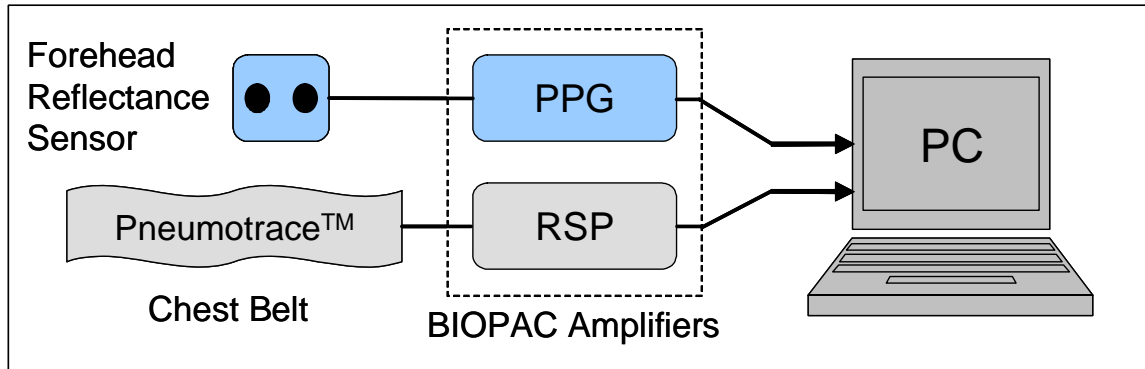 Forehead
Reflectance
Sensor
PPG
PC
Pneumotrace™
RSP
Chest Belt
BIOPAC Amplifiers